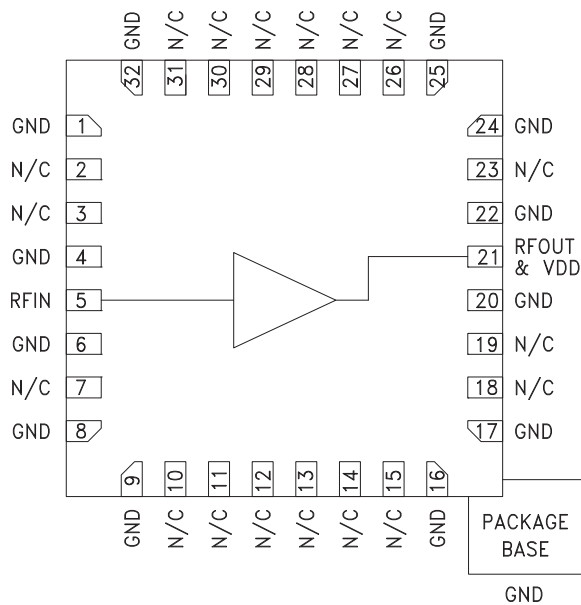 GND N/C N/C N/C N/C N/C N/C GND
32 31 30 29 28 27 26 25
GND 1
N/C 2
N/C 3
GND 4
RFIN 5
GND 6
N/C 7
GND 8
24 GND
23 N/C
22 GND
21 RFOUT
& VDD
20 GND
19 N/C
18 N/C
17 GND
9 10 11 12 13 14 15 16
GND N/C N/C N/C N/C N/C N/C GND
PACKAGE
BASE
GND